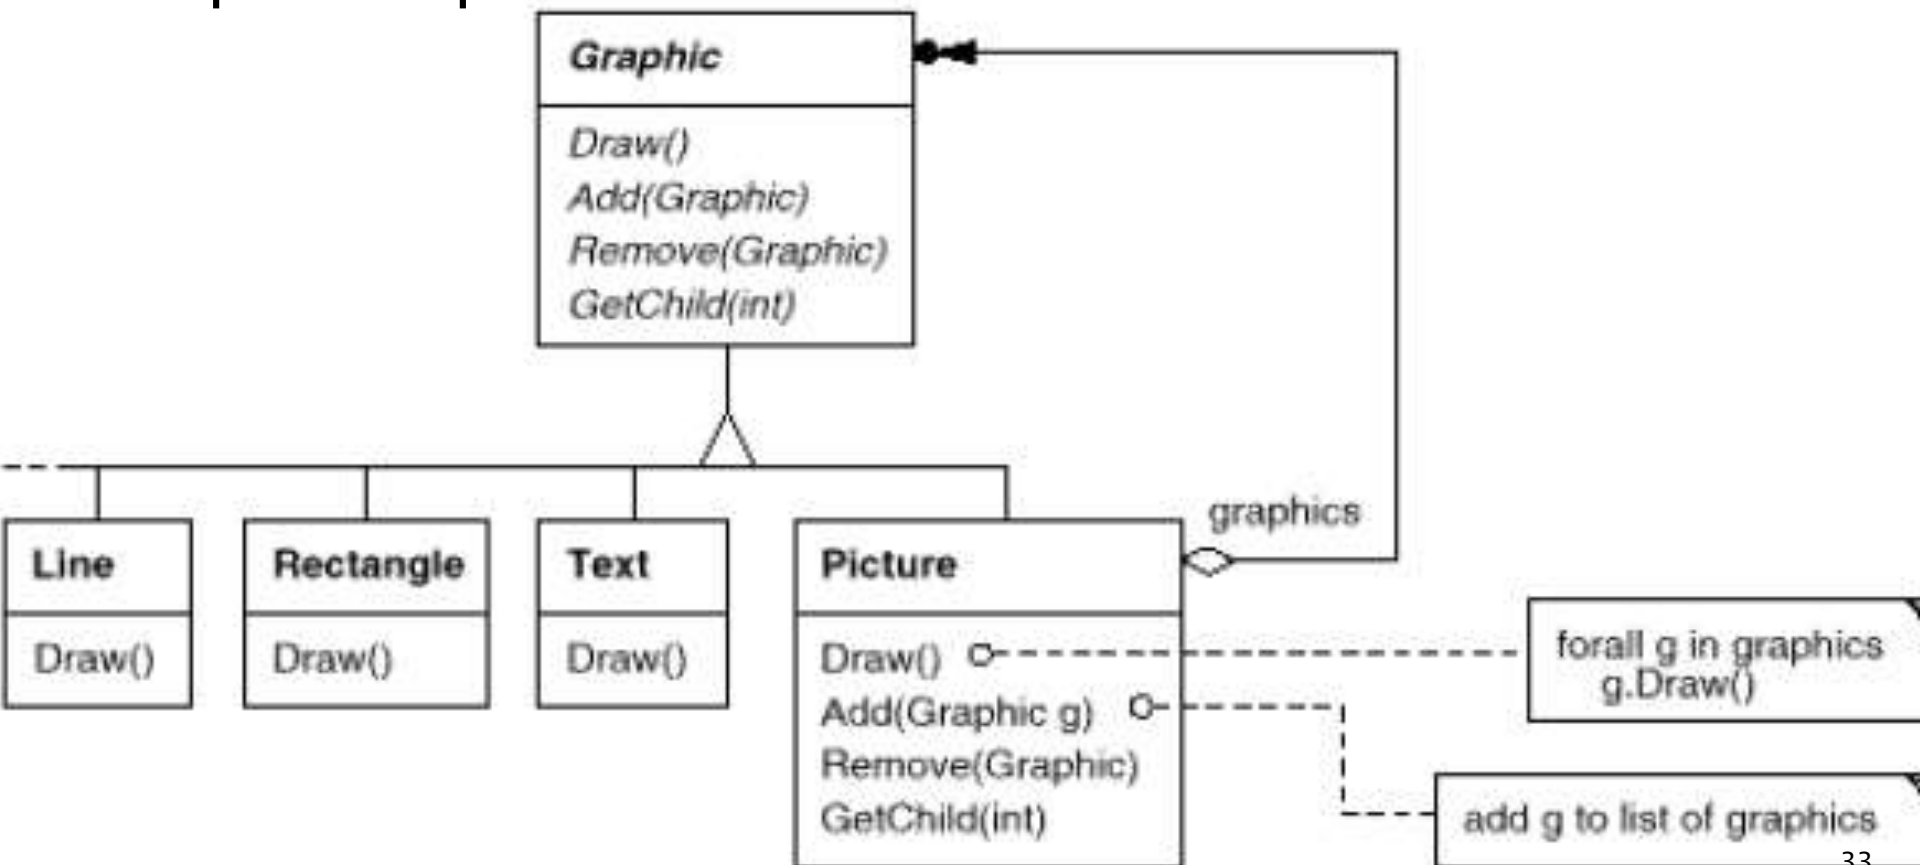 Graphic
Draw()
Add(Graphic)
Remove(Graphic)
GetChild(int)
graphics
Line
Draw()
Rectangle
Draw()
Text
Draw()
Picture
Draw()
Add(Graphic g)
Remove(Graphic)
GetChild(int)
forall g in graphics
g.Draw()
add g to list of graphics
33